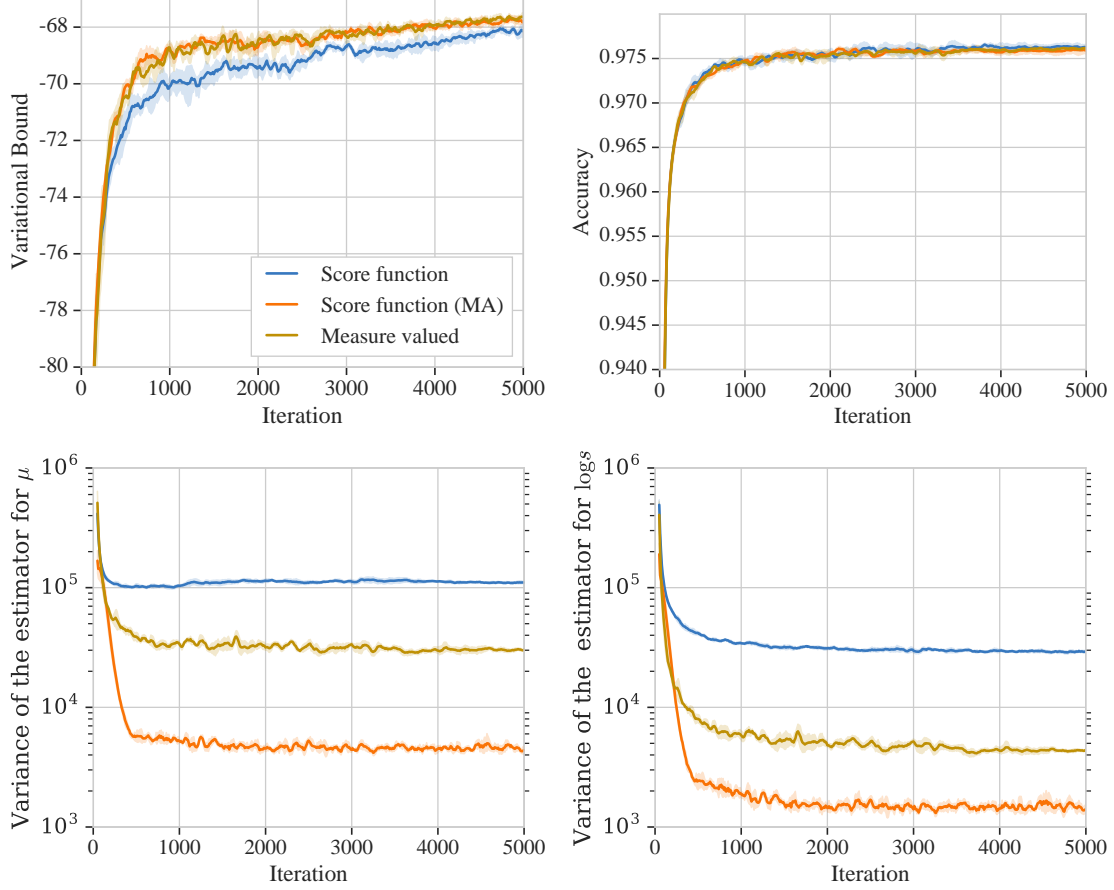 Variational Bound
-68
-70
-72
-74
-76
-78
-80
0 1000 2000 3000 4000 5000
Iteration
Score function
Score function (MA)
Measure valued
Accuracy
0.975
0.970
0.965
0.960
0.955
0.950
0.945
0.940
0 1000 2000 3000 4000 5000
Iteration
Variance of the estimator for μ
10^6
10^5
10^4
10^3
0 1000 2000 3000 4000 5000
Iteration
Variance of the estimator for logs
10^6
10^5
10^4
10^3
0 1000 2000 3000 4000 5000
Iteration